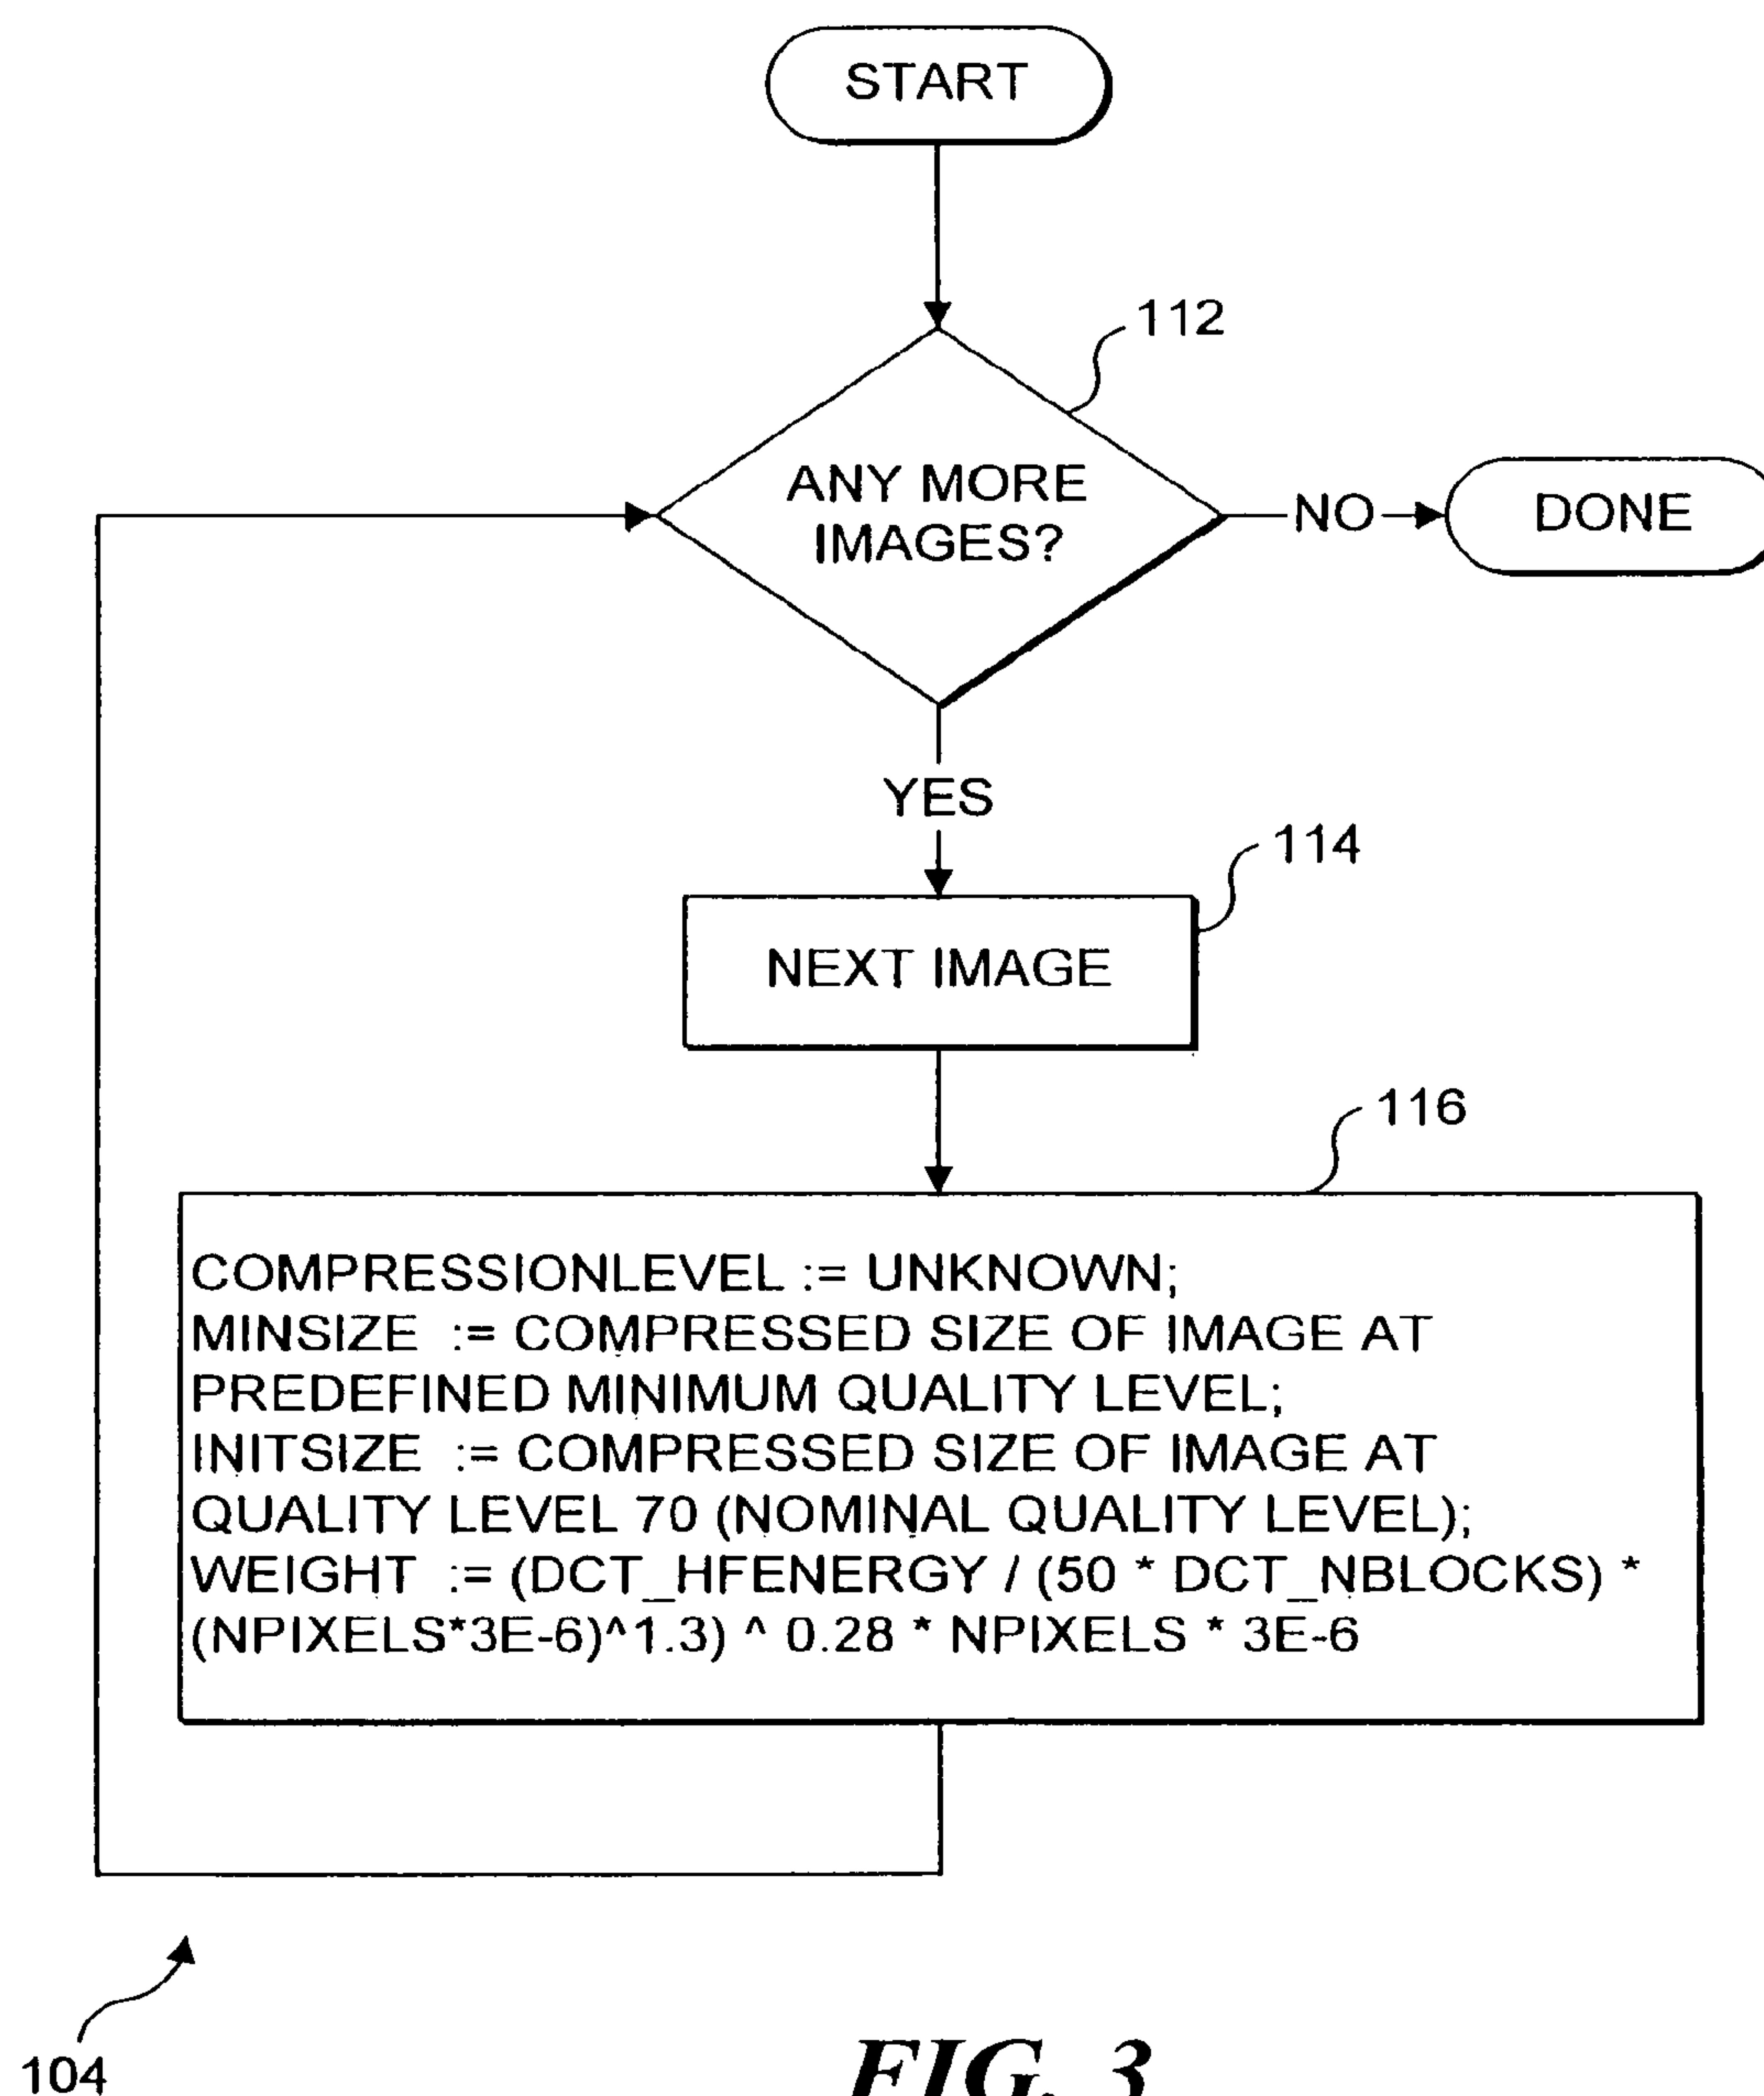 START
112
ANY MORE
IMAGES?
NO
DONE
YES
114
NEXT IMAGE
116
COMPRESSIONLEVEL := UNKNOWN;
MINSIZE := COMPRESSED SIZE OF IMAGE AT
PREDEFINED MINIMUM QUALITY LEVEL;
INITSIZE := COMPRESSED SIZE OF IMAGE AT
QUALITY LEVEL 70 (NOMINAL QUALITY LEVEL);
WEIGHT := (DCT_HFENERGY / (50 * DCT_NBLOCKS) *
(NPIXELS*3E-6)^1.3) ^ 0.28 * NPIXELS * 3E-6
104
FIG. 3